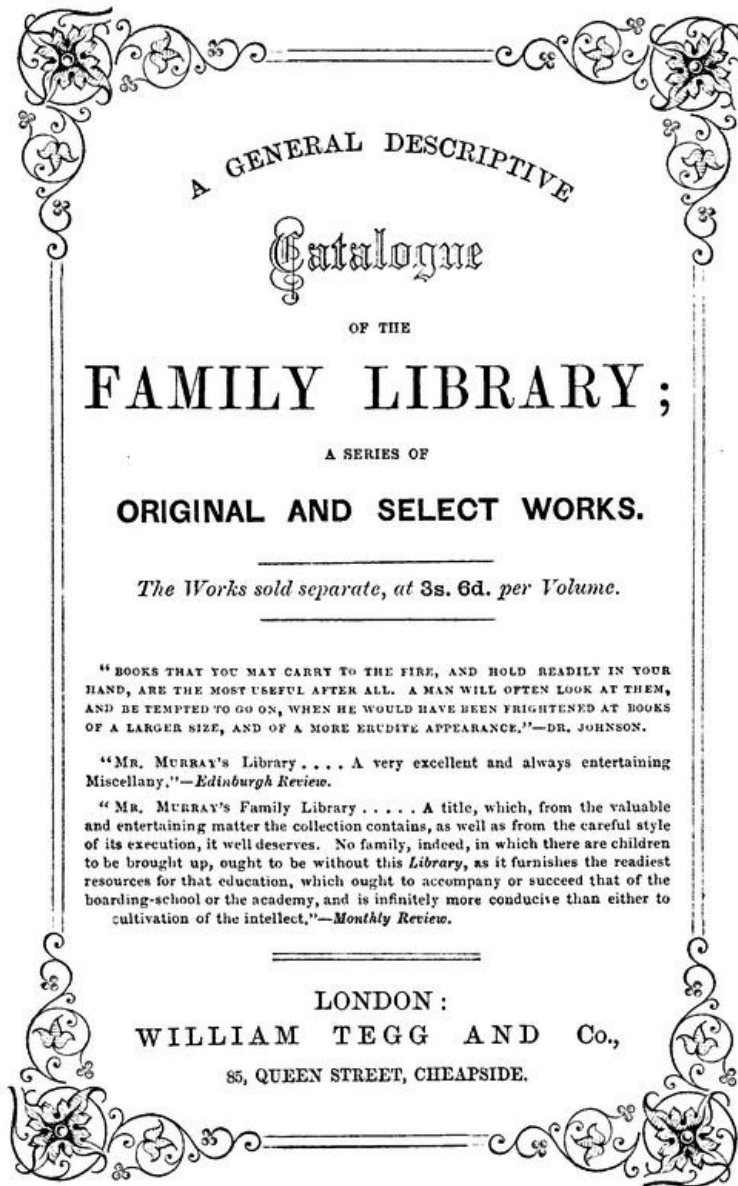 A GENERAL DESCRIPTIVE
Catalogue
OF THE
FAMILY LIBRARY;
A SERIES OF
ORIGINAL AND SELECT WORKS.
The Works sold separate, at 3s. 6d. per Volume.
"BOOKS THAT YOU MAY CARRY TO THE FIRE, AND HOLD READILY IN YOUR
HAND, ARE THE MOST USEFUL AFTER ALL. A MAN WILL OFTEN LOOK AT THEM,
AND BE TEMPTED TO GO ON, WHEN HE WOULD HAVE BEEN FRIGHTENED AT BOOKS
OF A LARGER SIZE, AND OF A MORE ERUDITE APPEARANCE."—DR. JOHNSON.
"MR. MURRAY'S Library . . . . A very excellent and always entertaining
Miscellany."—Edinburgh Review.
"MR. MURRAY'S Family Library . . . . . A title, which, from the valuable
and entertaining matter the collection contains, as well as from the careful style
of its execution, it well deserves. No family, indeed, in which there are children
to be brought up, ought to be without this Library, as it furnishes the readiest
resources for that education, which ought to accompany or succeed that of the
boarding-school or the academy, and is infinitely more conducive than either to
cultivation of the intellect."—Monthly Review.
LONDON:
WILLIAM TEGG AND Co.,
85, QUEEN STREET, CHEAPSIDE.